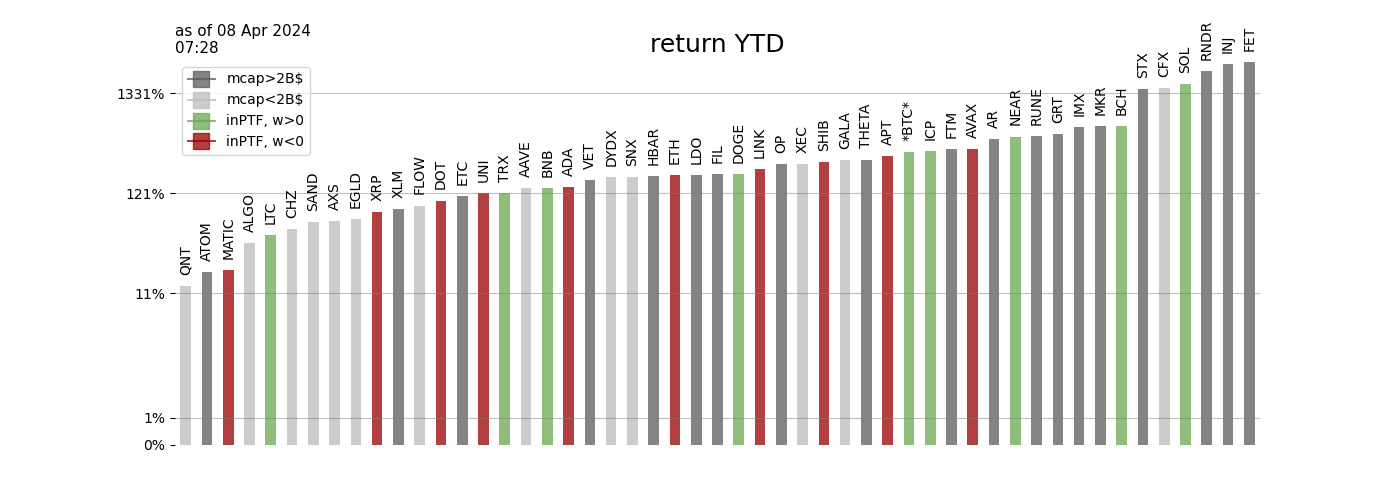 as of 08 Apr 2024
07:28
return YTD
mcap>2B$
mcap<2B$
inPTF, w>0
inPTF, w<0
1331%
121%
11%
1%
0%
QNT
ATOM
MATIC
ALGO
LTC
CHZ
SAND
AXS
EGLD
XRP
XLM
FLOW
DOT
ETC
UNI
TRX
AAVE
BNB
ADA
VET
DYDX
SNX
HBAR
ETH
LDO
FIL
DOGE
LINK
OP
XEC
SHIB
GALA
THETA
APT
*BTC*
ICP
FTM
AVAX
AR
NEAR
RUNE
GRT
IMX
MKR
BCH
STX
CFX
SOL
RNDR
INJ
FET